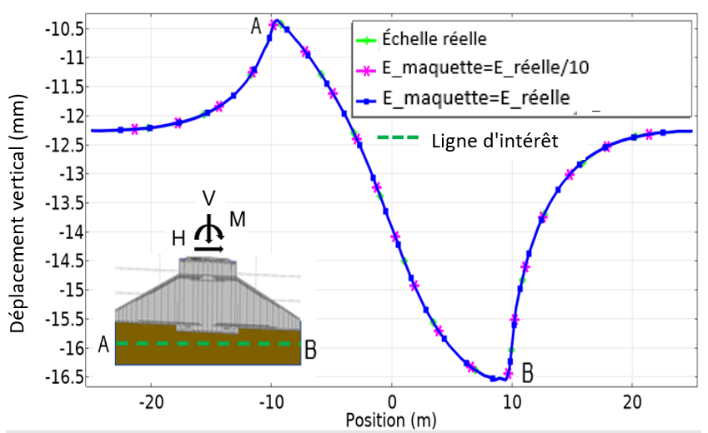 Déplacement vertical (mm)
-10.5
-11
-11.5
-12
-12.5
-13
-13.5
-14
-14.5
-15
-15.5
-16
-16.5
A
Échelle réelle
E_maquette=E_réelle/10
E_maquette=E_réelle
Ligne d'intérêt
V
H M
A B
B
-20 -10 0 10 20
Position (m)